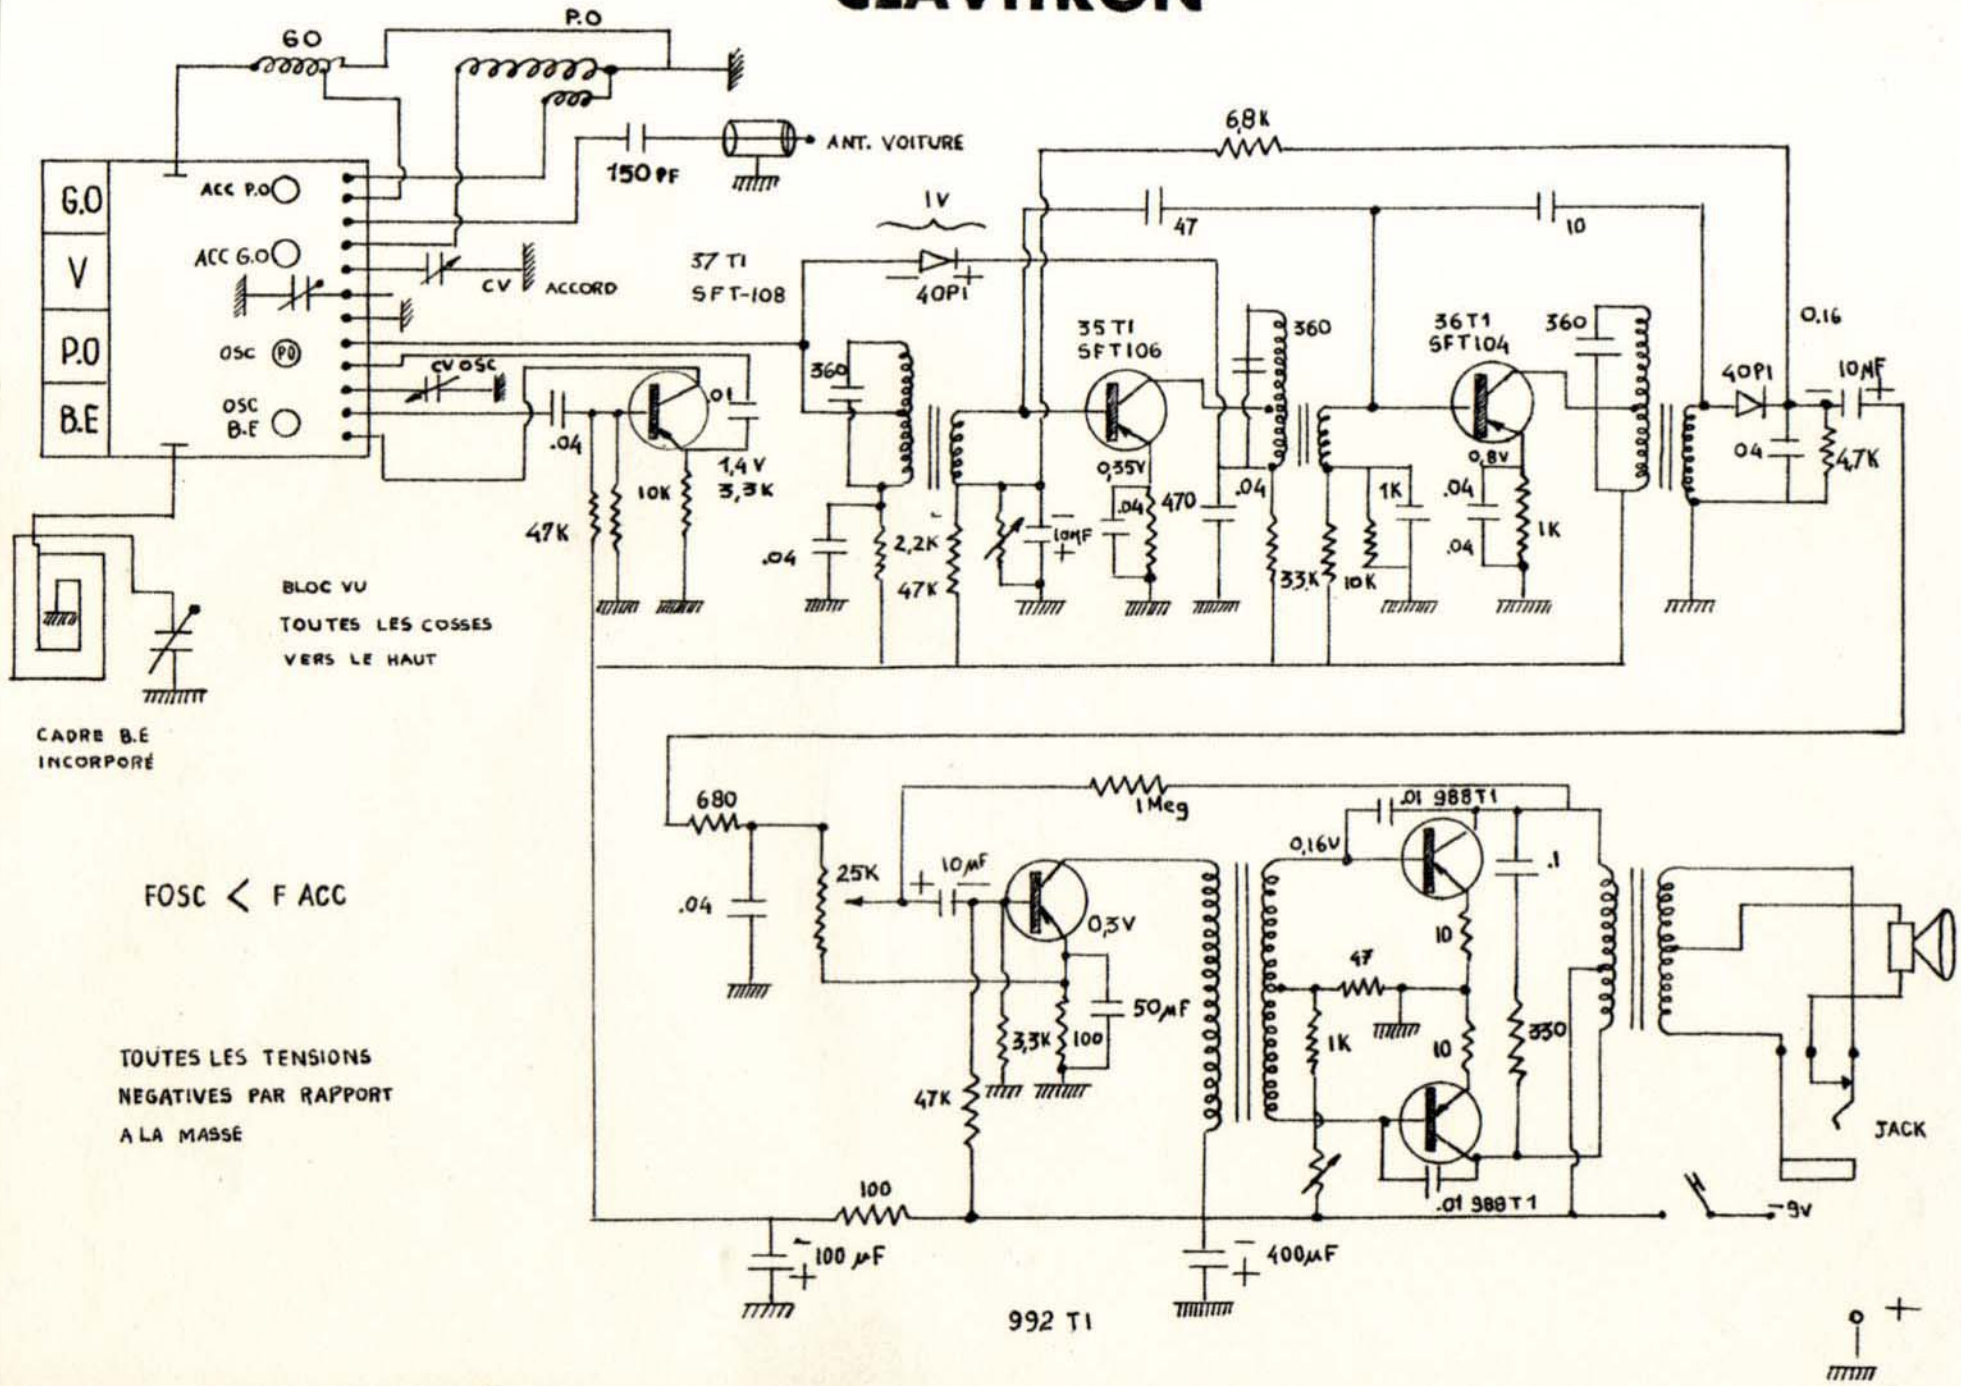 GO
P.O
ANT. VOITURE
150 PF
G.O
V
P.O
B.E
ACC P.O
ACC G.O
OSC
PO
OSC
B.E
CV
ACCORD
CV OSC
37 T1
SFT-108
1V
-
+
40P1
6,8K
47
10
35 T1
SFT106
36T1
SFT104
360
360
360
0,16
40P1
10MF
-
+
04
4,7K
.04
.01
1,4 V
3,3K
10K
47K
.04
2,2K
47K
-
10MF
+
0,35V
.04
470
.04
33K
10K
1K
0,8V
.04
.04
1K
BLOC VU
TOUTES LES COSSES
VERS LE HAUT
CADRE B.E
INCORPORÉ
FOSC < F ACC
TOUTES LES TENSIONS
NEGATIVES PAR RAPPORT
A LA MASSE
680
.04
25K
1 Meg
+
10 µF
-
0,3V
50µF
3,3K
100
47K
.01 988T1
0,16V
.1
10
47
1K
10
330
.01 988T1
JACK
-9V
100
-
100 µF
+
-
400µF
+
992 T1
+